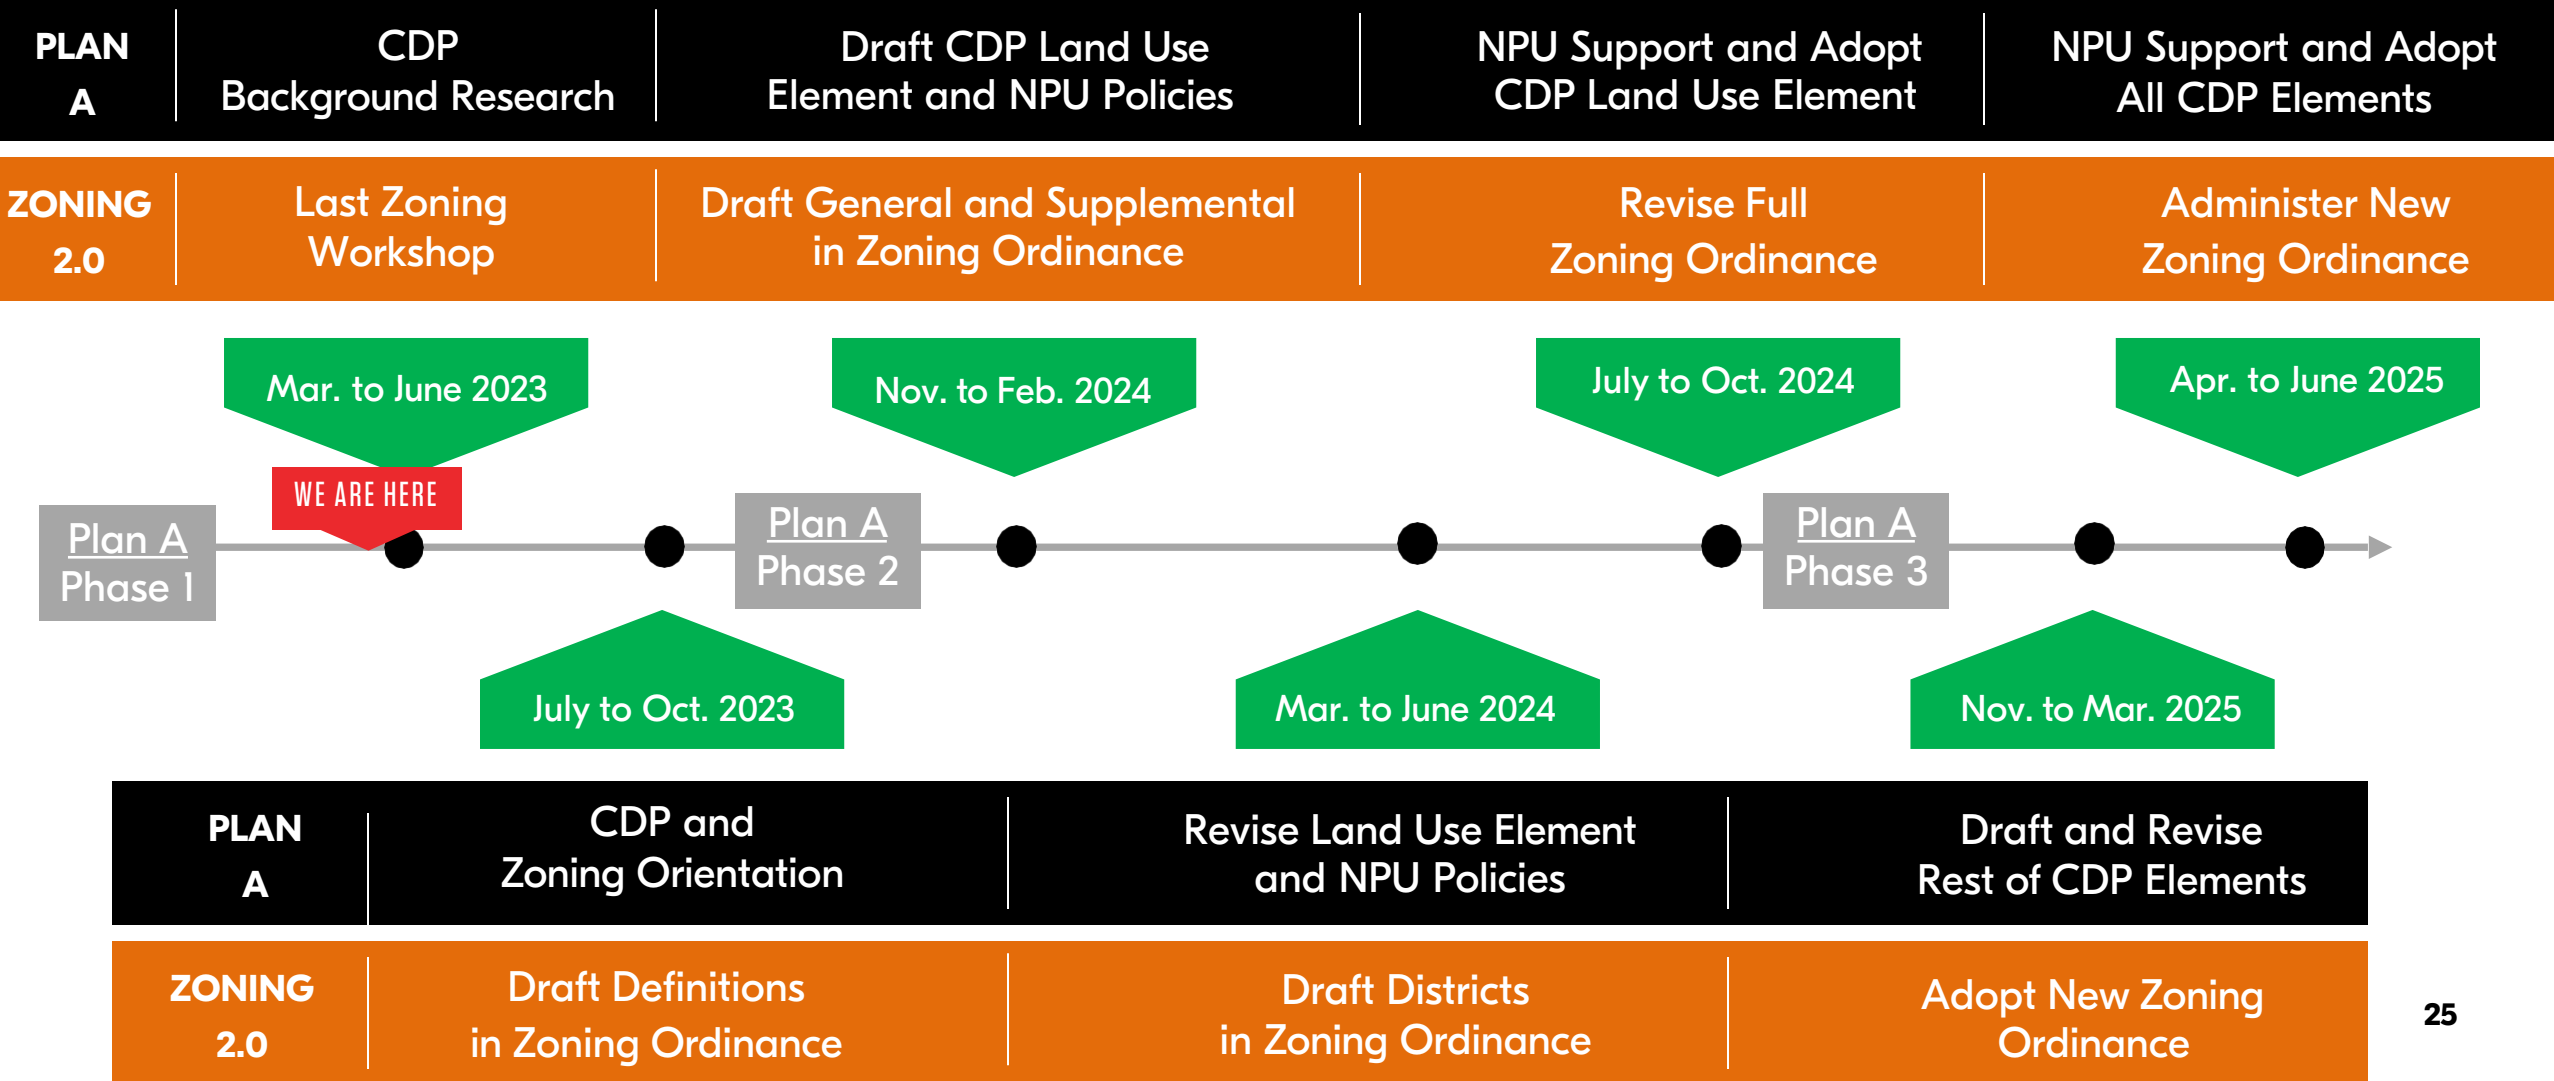 PLAN
A
CDP
Background Research
Draft CDP Land Use
Element and NPU Policies
NPU Support and Adopt
CDP Land Use Element
NPU Support and Adopt
All CDP Elements
ZONING
2.0
Last Zoning
Workshop
Draft General and Supplemental
in Zoning Ordinance
Revise Full
Zoning Ordinance
Administer New
Zoning Ordinance
Mar. to June 2023
Nov. to Feb. 2024
July to Oct. 2024
Apr. to June 2025
WE ARE HERE
Plan A
Phase 1
Plan A
Phase 2
Plan A
Phase 3
July to Oct. 2023
Mar. to June 2024
Nov. to Mar. 2025
PLAN
A
CDP and
Zoning Orientation
Revise Land Use Element
and NPU Policies
Draft and Revise
Rest of CDP Elements
ZONING
2.0
Draft Definitions
in Zoning Ordinance
Draft Districts
in Zoning Ordinance
Adopt New Zoning
Ordinance
25